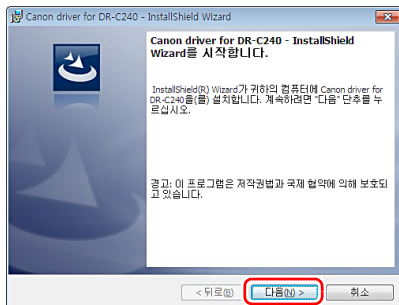 Canon driver for DR-C240 - InstallShield Wizard
Canon driver for DR-C240 - InstallShield
Wizard를 시작합니다.
InstallShield(R) Wizard가 귀하의 컴퓨터에 Canon driver for
DR-C240을(를) 설치합니다. 계속하려면 "다음" 단추를 누
르십시오.
경고: 이 프로그램은 저작권법과 국제 협약에 의해 보호되
고 있습니다.
< 뒤로(B)
다음(N) >
취소